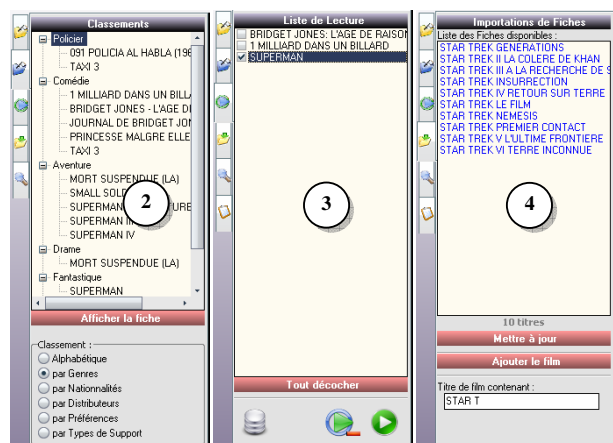 Classements
Policier
091 POLICIA AL HABLA (196
TAXI 3
Comédie
1 MILLIARD DANS UN BILL
BRIDGET JONES - L'AGE D
JOURNAL DE BRIDGET JON
PRINCESSE MALGRE ELLE
TAXI 3
Aventure
MORT SUSPENDUE (LA)
SMALL
SUPERMAN
SUPERMAN
SUPERMAN IV
Drame
MORT SUSPENDUE (LA)
Fantastique
SUPERMAN
2
Afficher la fiche
Classement :
Alphabétique
par Genres
par Nationnalités
par Distributeurs
par Préférences
par Types de Support
Liste de Lecture
BRIDGET JONES: L'AGE DE RAISON
1 MILLIARD DANS UN BILLARD
SUPERMAN
3
Tout décocher
Importations de Fiches
Liste des Fiches disponibles :
STAR TREK GENERATIONS
STAR TREK II LA COLERE DE KHAN
STAR TREK III A LA RECHERCHE DE S
STAR TREK INSURRECTION
STAR TREK IV RETOUR SUR TERRE
STAR TREK LE FILM
STAR TREK NEMESIS
STAR TREK PREMIER CONTACT
STAR TREK V L'ULTIME FRONTIERE
STAR TREK VI TERRE INCONNUE
4
10 titres
Mettre à jour
Ajouter le film
Titre de film contenant :
STAR T